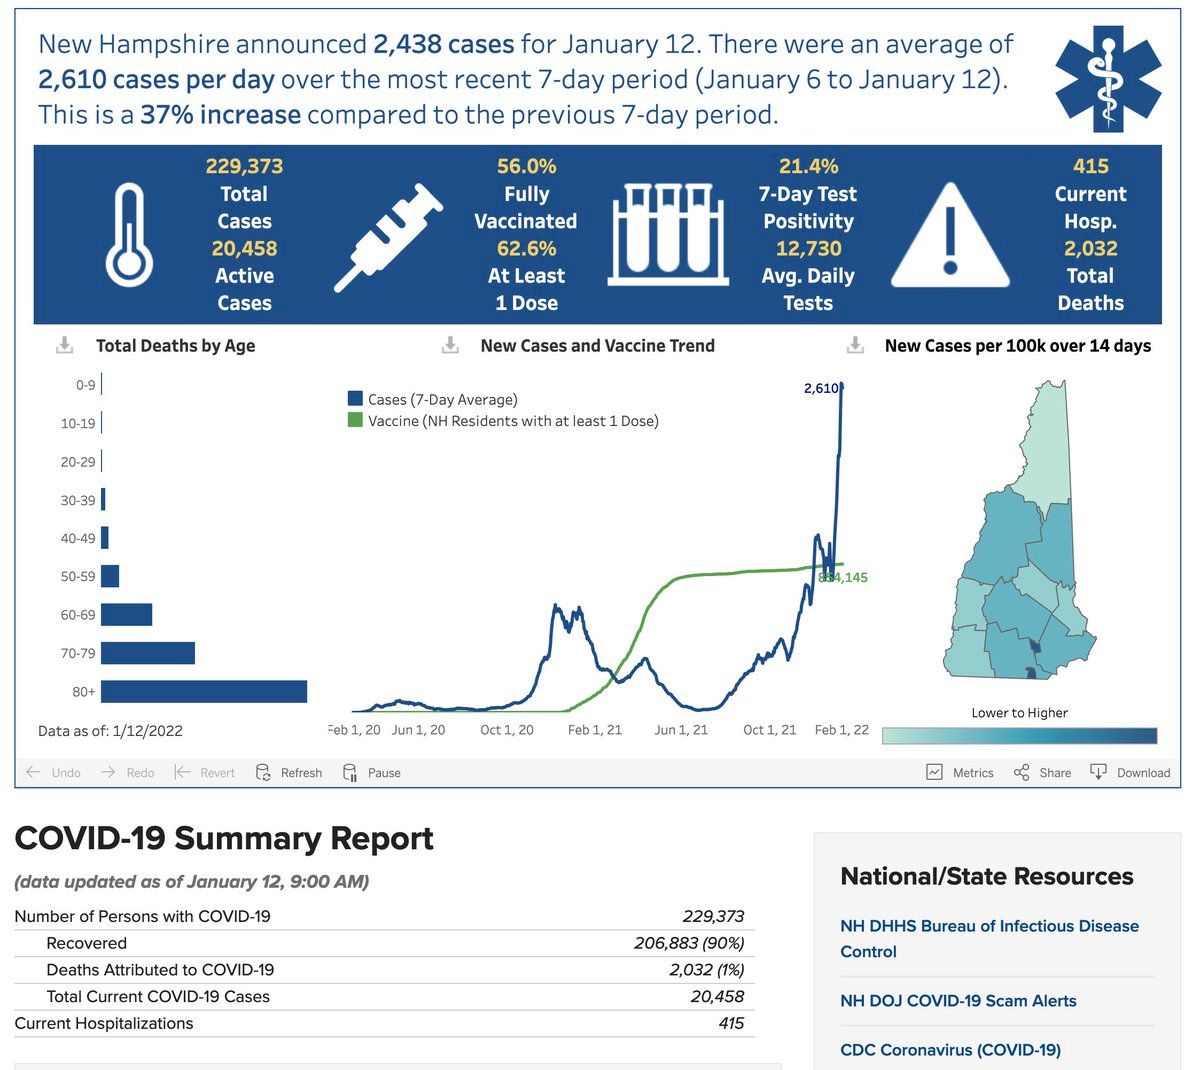 New Hampshire announced 2,438 cases for January 12. There were an average of
2,610 cases per day over the most recent 7-day period (January 6 to January 12).
This is a 37% increase compared to the previous 7-day period.
229,373
Total
Cases
20,458
Active
Cases
56.0%
Fully
Vaccinated
62.6%
At Least
1 Dose
21.4%
7-Day Test
Positivity
12,730
Avg. Daily
Tests
415
Current
Hosp.
2,032
Total
Deaths
Total Deaths by Age
0-9
10-19
20-29
30-39
40-49
50-59
60-69
70-79
80+
Data as of: 1/12/2022
New Cases and Vaccine Trend
Cases (7-Day Average)
Vaccine (NH Residents with at least 1 Dose)
2,610
Feb 1, 20 Jun 1, 20 Oct 1, 20 Feb 1, 21 Jun 1, 21 Oct 1, 21 Feb 1, 22
New Cases per 100k over 14 days
Lower to Higher
Undo Redo Revert Refresh Pause Metrics Share Download
COVID-19 Summary Report
(data updated as of January 12, 9:00 AM)
Number of Persons with COVID-19 229,373
Recovered 206,883 (90%)
Deaths Attributed to COVID-19 2,032 (1%)
Total Current COVID-19 Cases 20,458
Current Hospitalizations 415
National/State Resources
NH DHHS Bureau of Infectious Disease
Control
NH DOJ COVID-19 Scam Alerts
CDC Coronavirus (COVID-19)